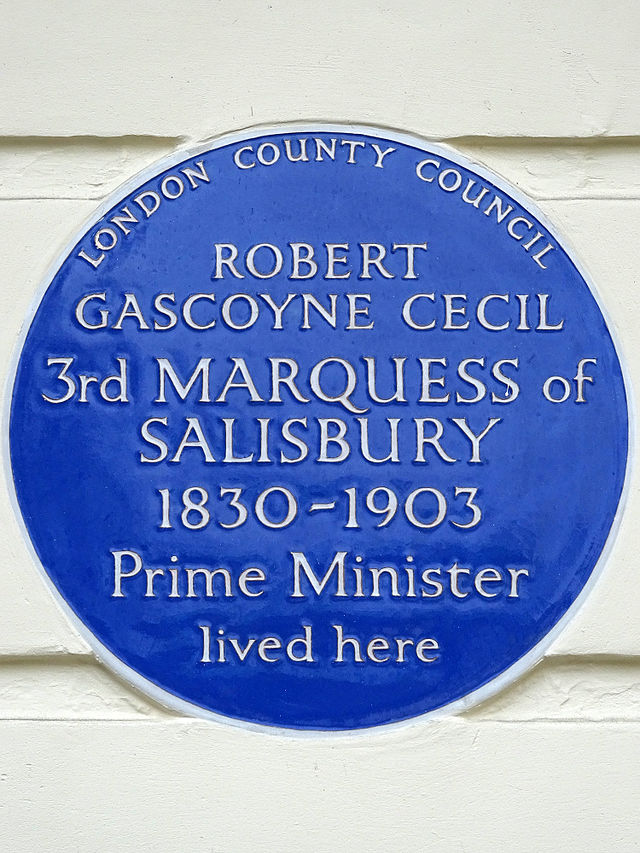 LONDON COUNTY COUNCIL
ROBERT
GASCOYNE CECIL
3rd MARQUESS of
SALISBURY
1830-1903
Prime Minister
lived here